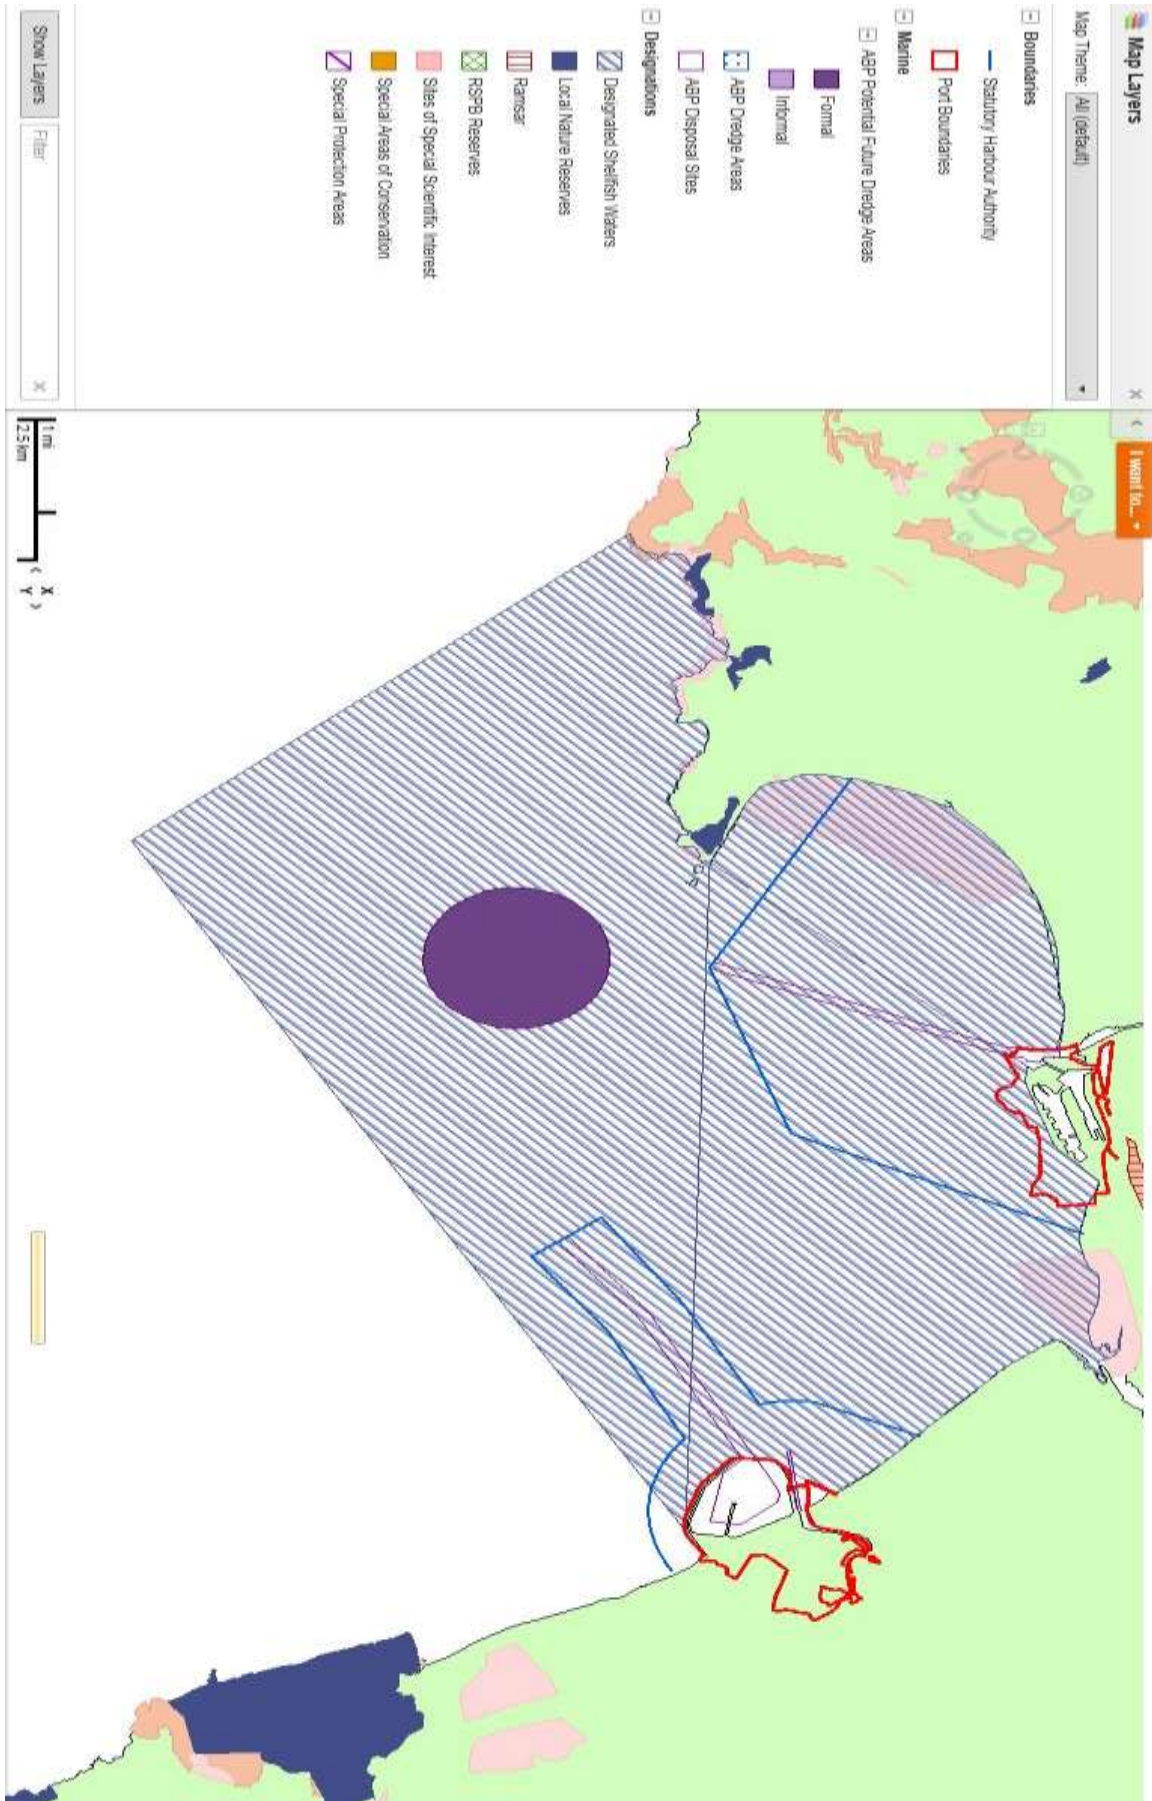 Map Layers
I want to...
Map Theme: All (default)
Boundaries
Statutory Harbour Authority
Port Boundaries
Marine
ABP Potential Future Dredge Areas
Formal
Informal
ABP Dredge Areas
ABP Disposal Sites
Designations
Designated Shellfish Waters
Local Nature Reserves
Ramsar
RSPB Reserves
Sites of Special Scientific Interest
Special Areas of Conservation
Special Protection Areas
Show Layers
Filter
1 mi
2.5 km
X
Y